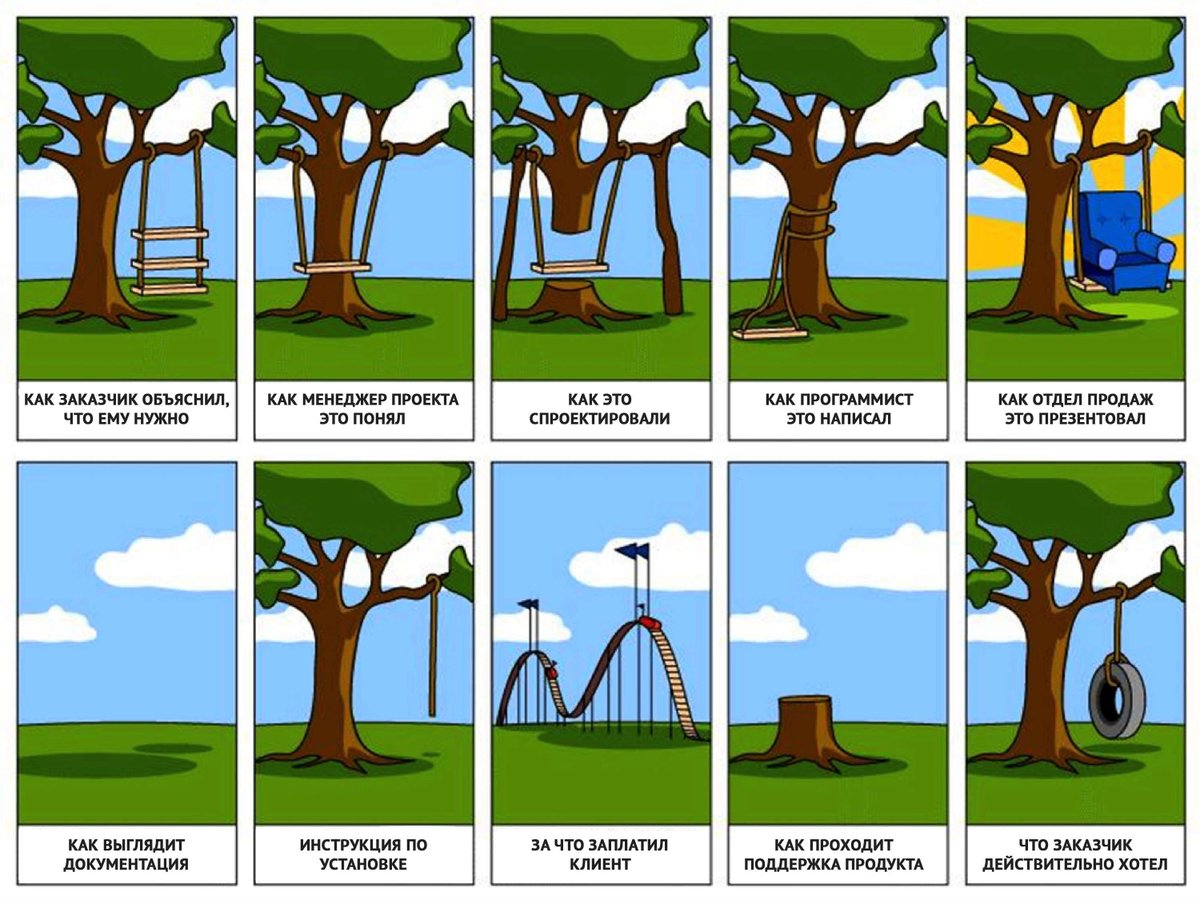 КАК ЗАКАЗЧИК ОБЪЯСНИЛ,
ЧТО ЕМУ НУЖНО
КАК МЕНЕДЖЕР ПРОЕКТА
ЭТО ПОНЯЛ
КАК ЭТО
СПРОЕКТИРОВАЛИ
КАК ПРОГРАММИСТ
ЭТО НАПИСАЛ
КАК ОТДЕЛ ПРОДАЖ
ЭТО ПРЕЗЕНТОВАЛ
КАК ВЫГЛЯДИТ
ДОКУМЕНТАЦИЯ
ИНСТРУКЦИЯ ПО
УСТАНОВКЕ
ЗА ЧТО ЗАПЛАТИЛ
КЛИЕНТ
КАК ПРОХОДИТ
ПОДДЕРЖКА ПРОДУКТА
ЧТО ЗАКАЗЧИК
ДЕЙСТВИТЕЛЬНО ХОТЕЛ